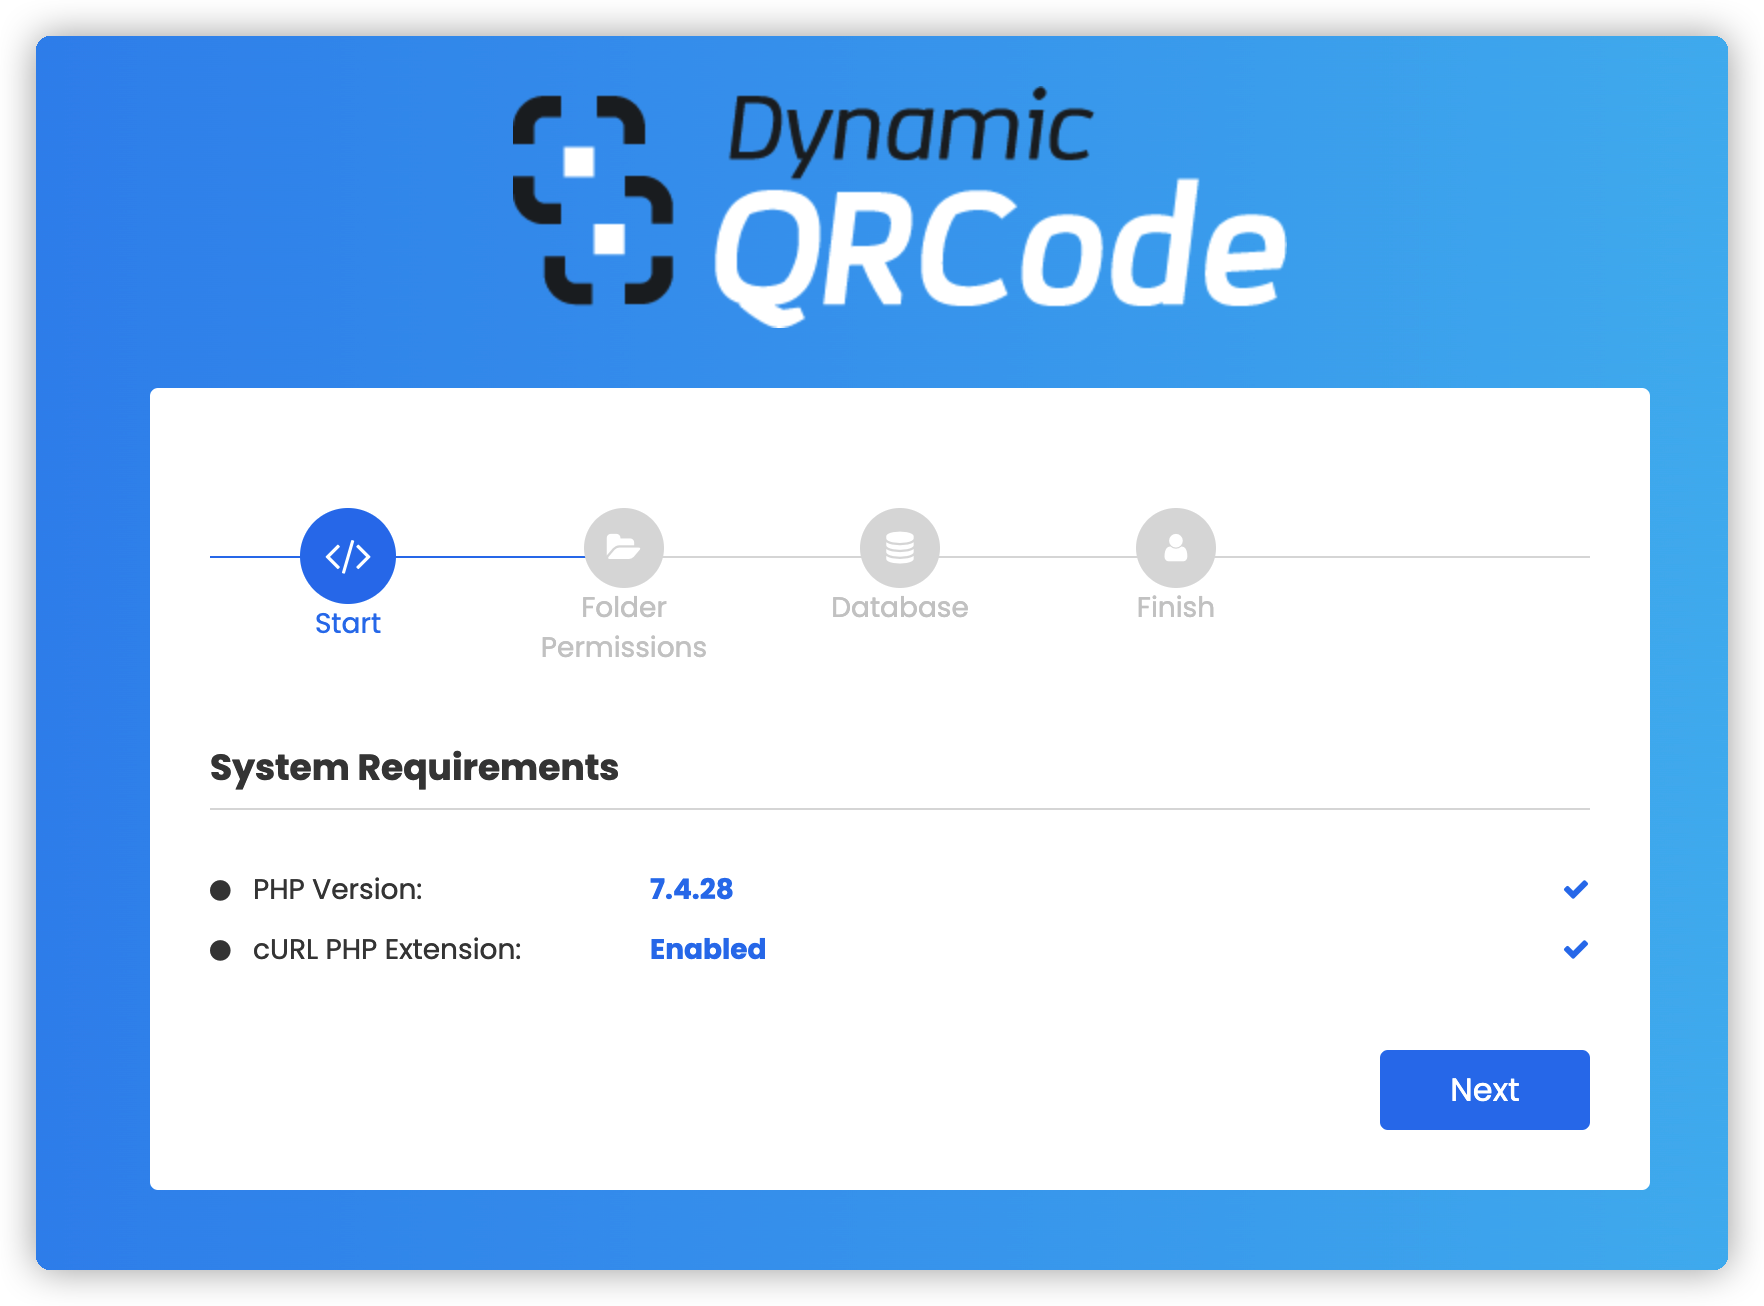 Dynamic
QRCode
Start
Folder
Permissions
Database
Finish
System Requirements
PHP Version: 7.4.28
cURL PHP Extension: Enabled
Next